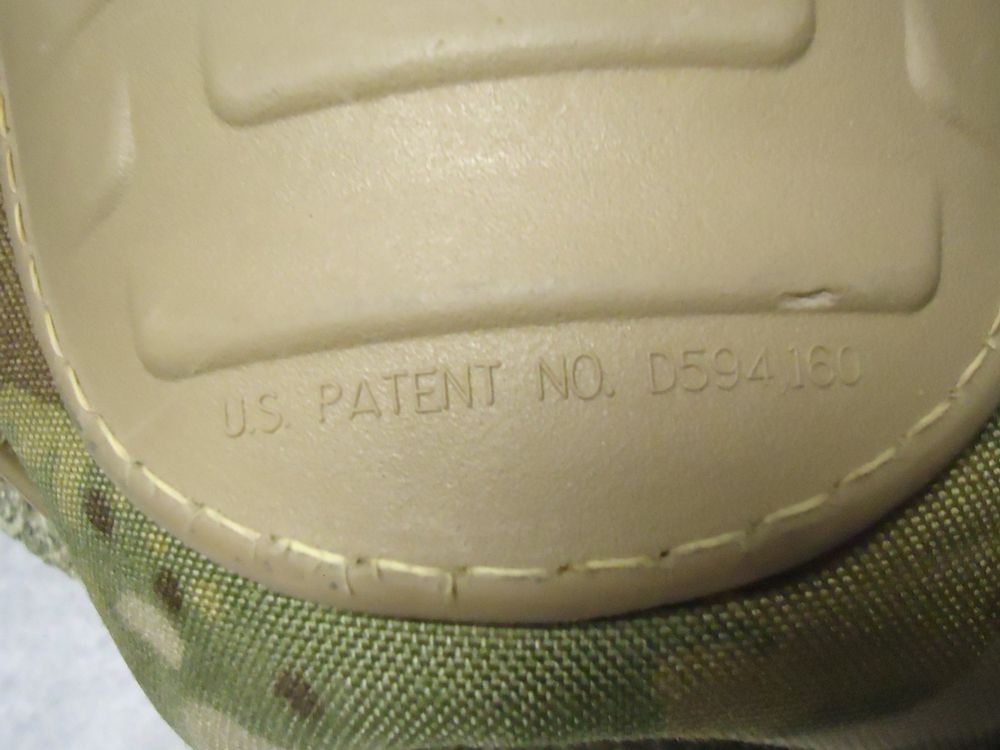 U.S. PATENT NO. D594,160